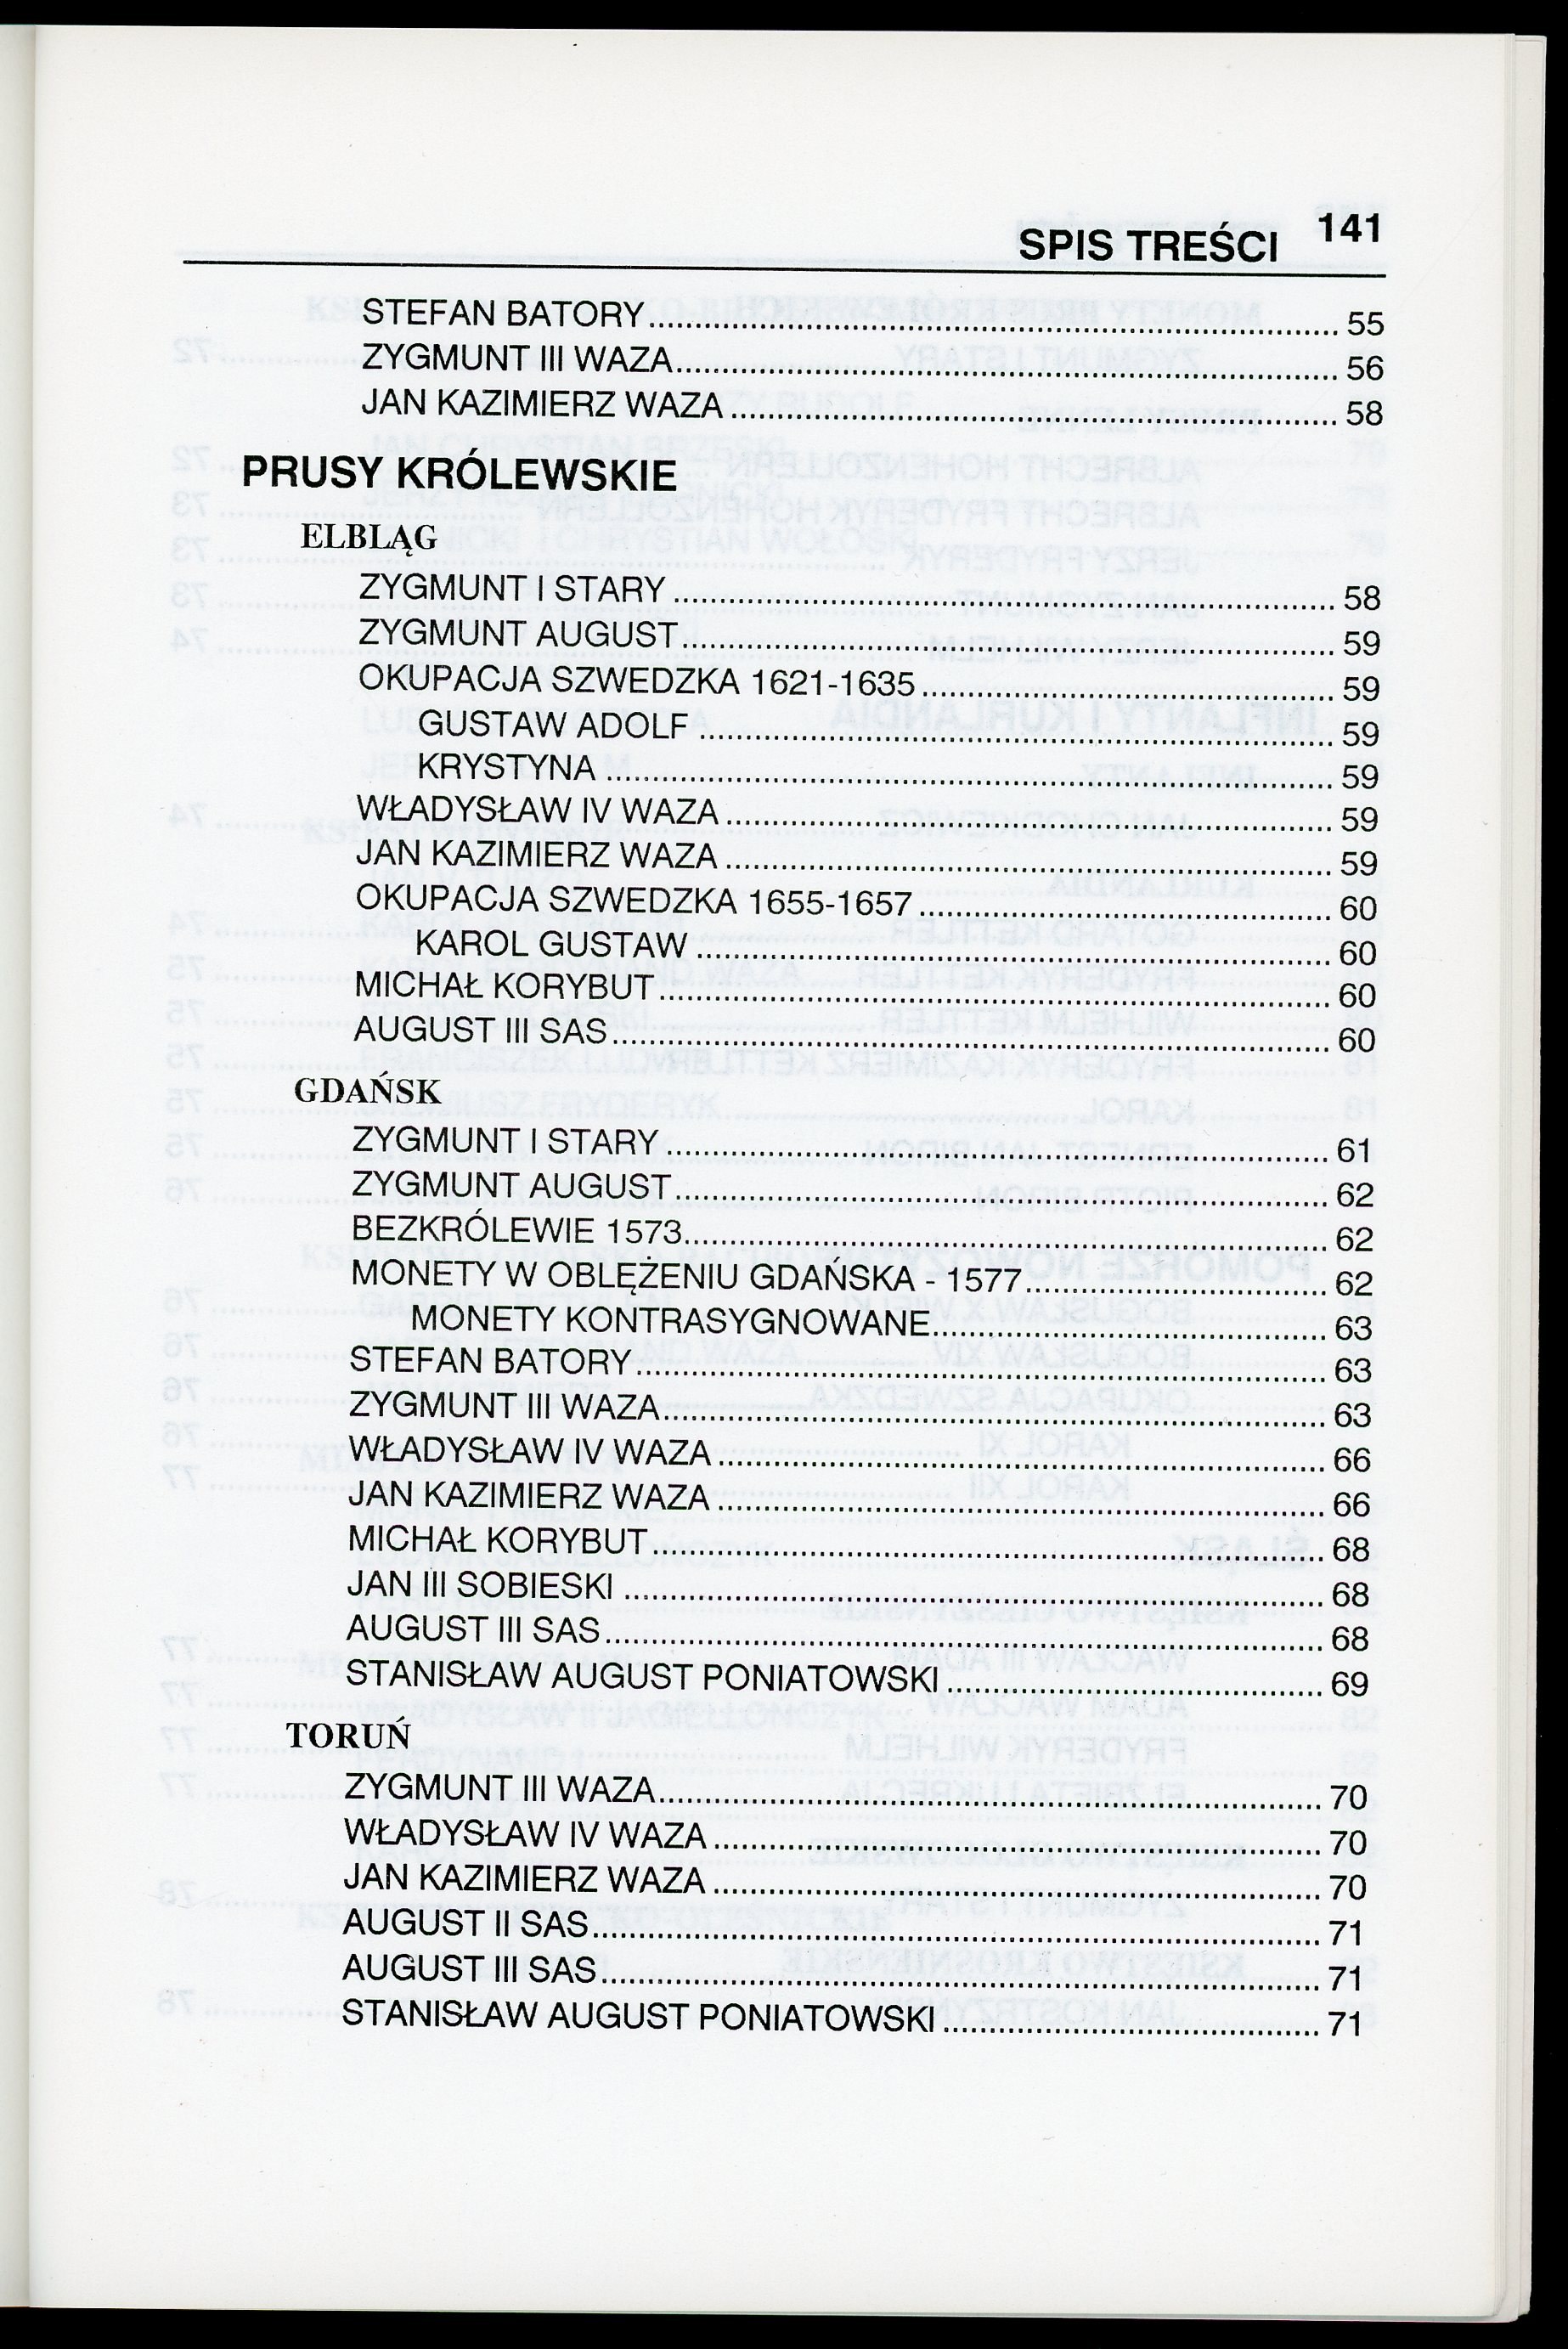 SPIS TREŚCI 141
STEFAN BATORY 55
ZYGMUNT III WAZA 56
JAN KAZIMIERZ WAZA 58
PRUSY KRÓLEWSKIE
ELBLĄG
ZYGMUNT I STARY 58
ZYGMUNT AUGUST 59
OKUPACJA SZWEDZKA 1621-1635 59
GUSTAW ADOLF 59
KRYSTYNA 59
WŁADYSŁAW IV WAZA 59
JAN KAZIMIERZ WAZA 59
OKUPACJA SZWEDZKA 1655-1657 60
KAROL GUSTAW 60
MICHAŁ KORYBUT 60
AUGUST III SAS 60
GDAŃSK
ZYGMUNT I STARY 61
ZYGMUNT AUGUST 62
BEZKRÓLEWIE 1573 62
MONETY W OBLĘŻENIU GDAŃSKA - 1577 62
MONETY KONTRASYGNOWANE 63
STEFAN BATORY 63
ZYGMUNT III WAZA 63
WŁADYSŁAW IV WAZA 66
JAN KAZIMIERZ WAZA 66
MICHAŁ KORYBUT 68
JAN III SOBIESKI 68
AUGUST III SAS 68
STANISŁAW AUGUST PONIATOWSKI 69
TORUŃ
ZYGMUNT III WAZA 70
WŁADYSŁAW IV WAZA 70
JAN KAZIMIERZ WAZA 70
AUGUST II SAS 71
AUGUST III SAS 71
STANISŁAW AUGUST PONIATOWSKI 71